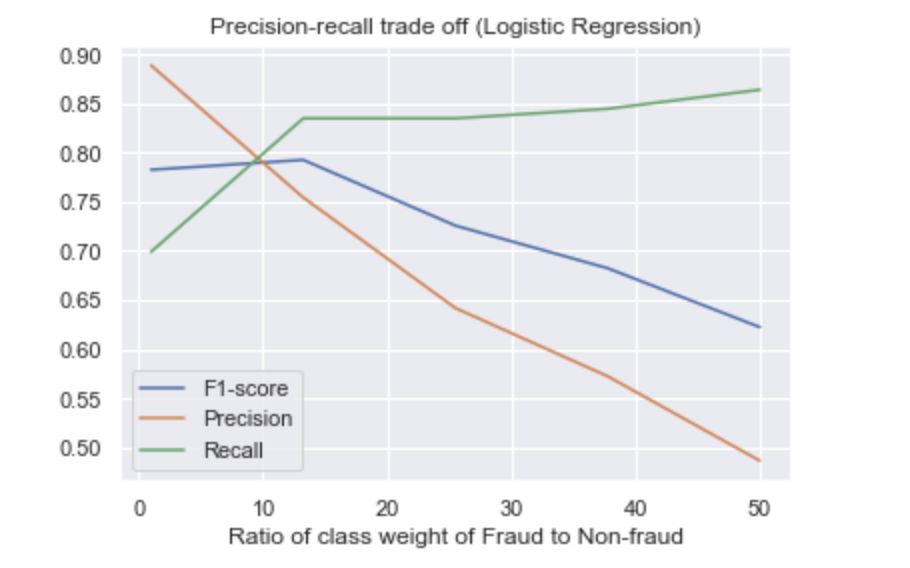 Precision-recall trade off (Logistic Regression)
0.90
0.85
0.80
0.75
0.70
0.65
0.60
0.55
0.50
F1-score
Precision
Recall
0 10 20 30 40 50
Ratio of class weight of Fraud to Non-fraud